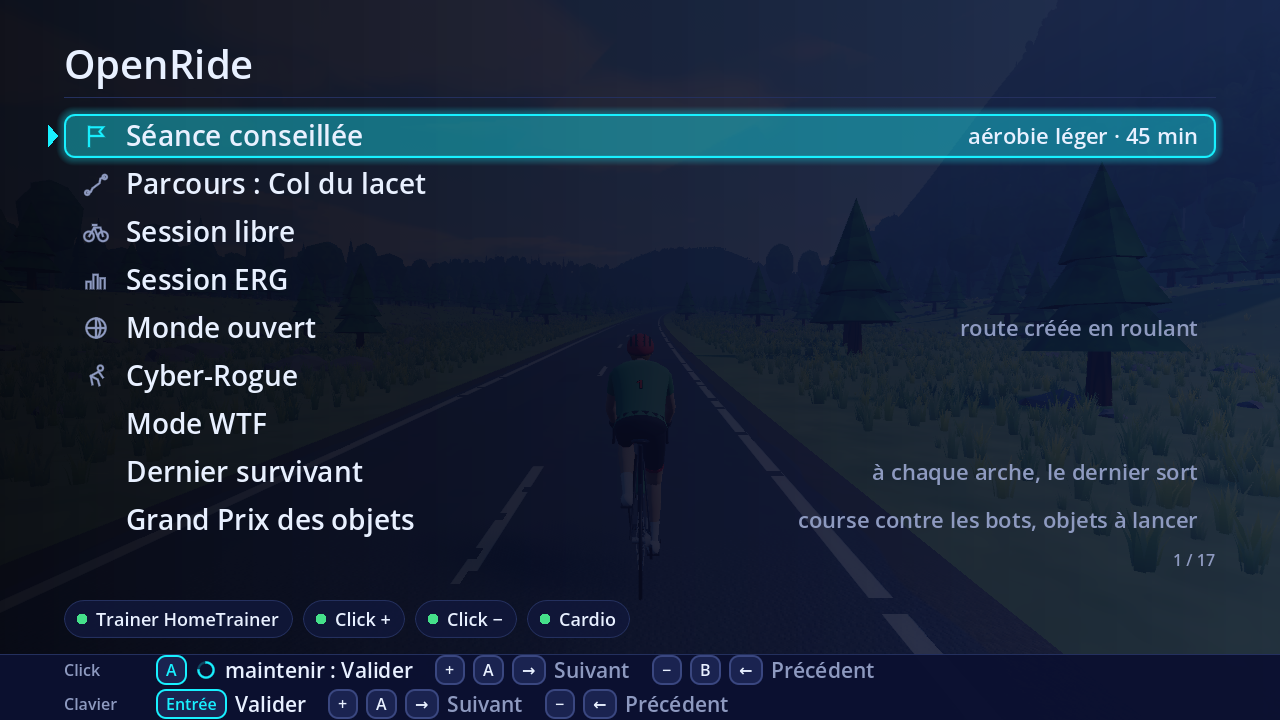 OpenRide
Séance conseillée aérobie léger · 45 min
Parcours : Col du lacet
Session libre
Session ERG
Monde ouvert route créée en roulant
Cyber-Rogue
Mode WTF
Dernier survivant à chaque arche, le dernier sort
Grand Prix des objets course contre les bots, objets à lancer
1 / 17
Trainer HomeTrainer Click + Click − Cardio
Click A maintenir : Valider + A → Suivant − B ← Précédent
Clavier Entrée Valider + A → Suivant − ← Précédent